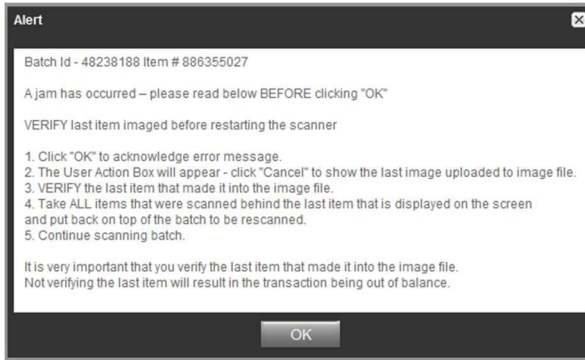 Alert
Batch Id - 48238188 Item # 886355027
A jam has occurred – please read below BEFORE clicking "OK"
VERIFY last item imaged before restarting the scanner
1. Click "OK" to acknowledge error message.
2. The User Action Box will appear - click "Cancel" to show the last image uploaded to image file.
3. VERIFY the last item that made it into the image file.
4. Take ALL items that were scanned behind the last item that is displayed on the screen
and put back on top of the batch to be rescanned.
5. Continue scanning batch.
It is very important that you verify the last item that made it into the image file.
Not verifying the last item will result in the transaction being out of balance.
OK